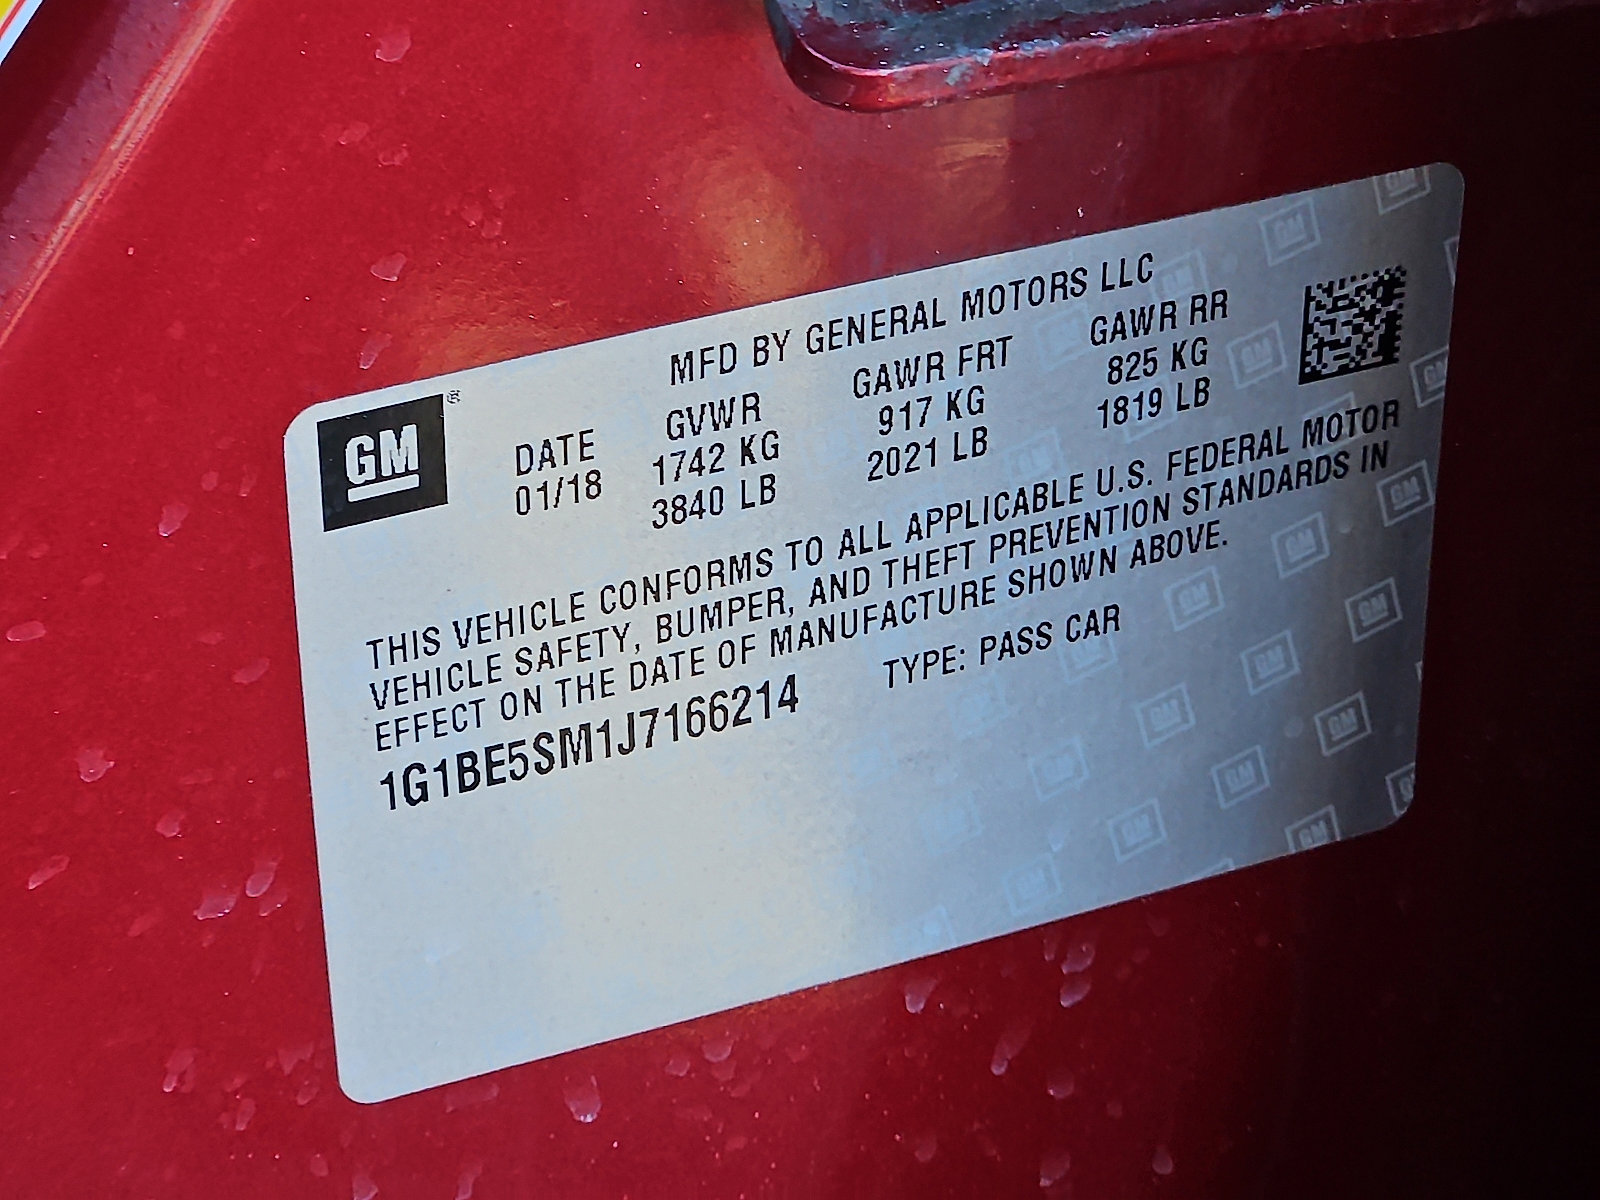 MFD BY GENERAL MOTORS LLC
GM ®
DATE GVWR GAWR FRT GAWR RR
01/18 1742 KG 917 KG 825 KG
3840 LB 2021 LB 1819 LB
THIS VEHICLE CONFORMS TO ALL APPLICABLE U.S. FEDERAL MOTOR
VEHICLE SAFETY, BUMPER, AND THEFT PREVENTION STANDARDS IN
EFFECT ON THE DATE OF MANUFACTURE SHOWN ABOVE.
1G1BE5SM1J7166214 TYPE: PASS CAR